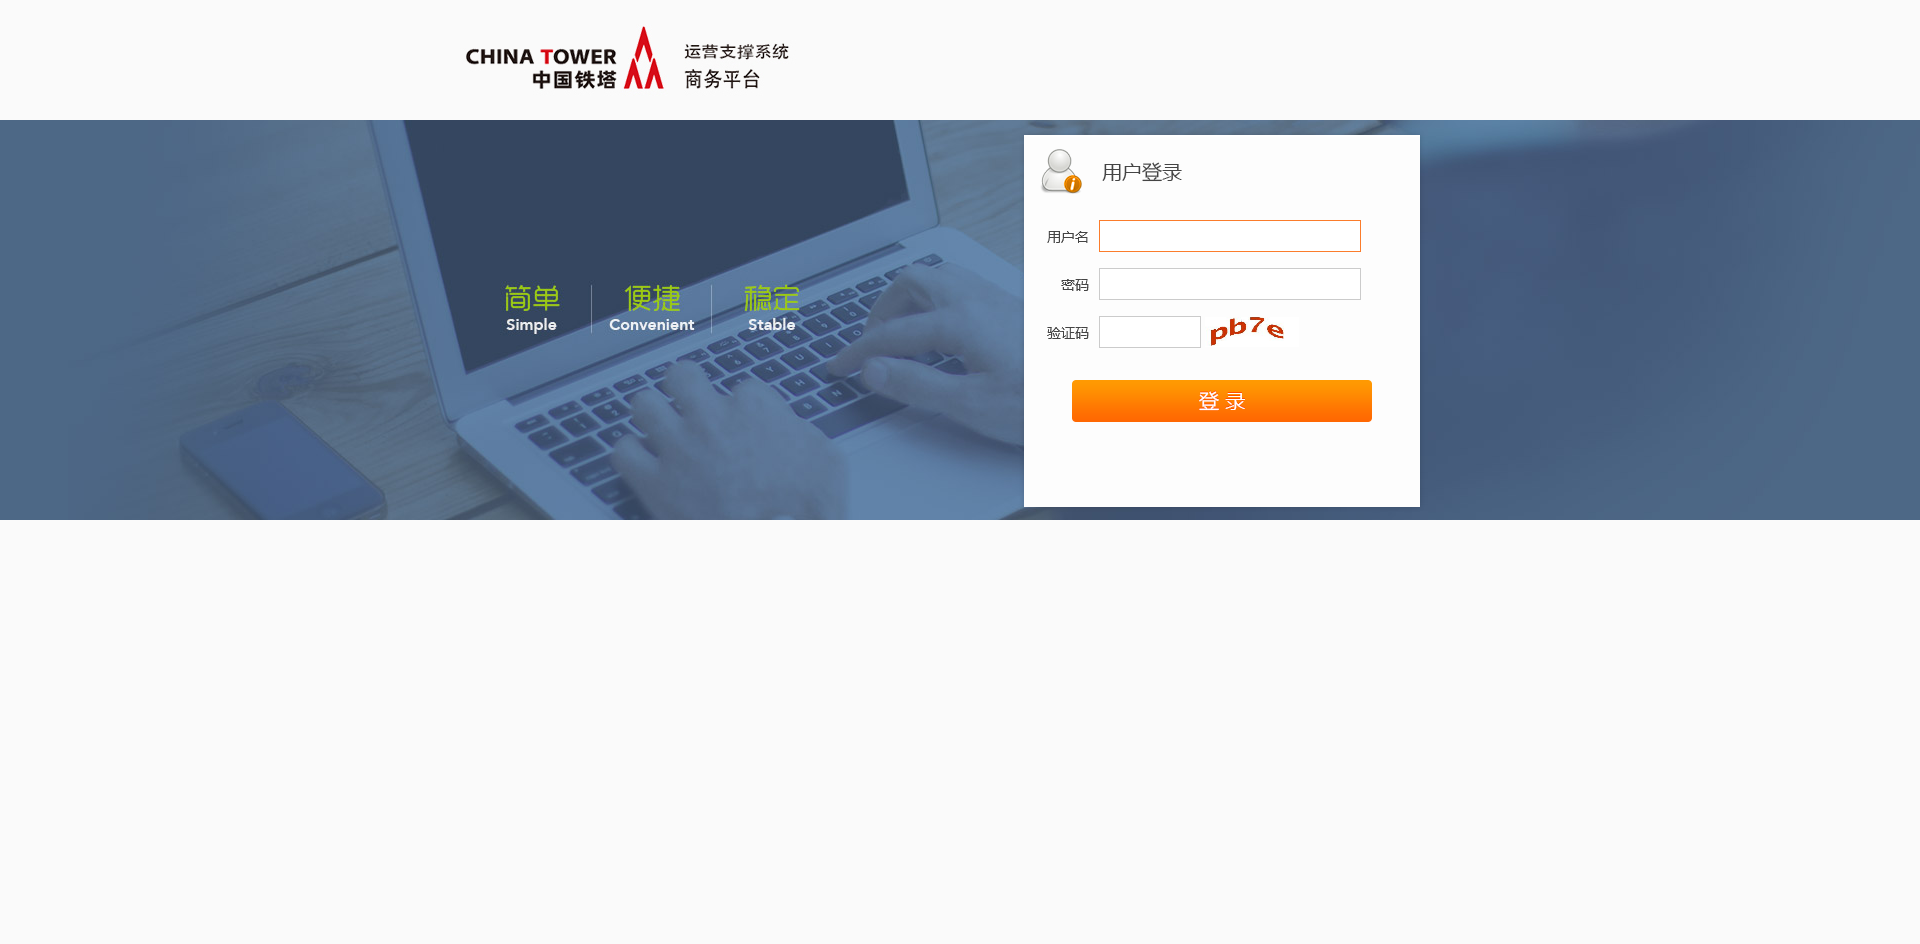 CHINA TOWER
中国铁塔
运营支撑系统
商务平台
简单
Simple
便捷
Convenient
稳定
Stable
用户登录
用户名
密码
验证码
pb7e
登 录